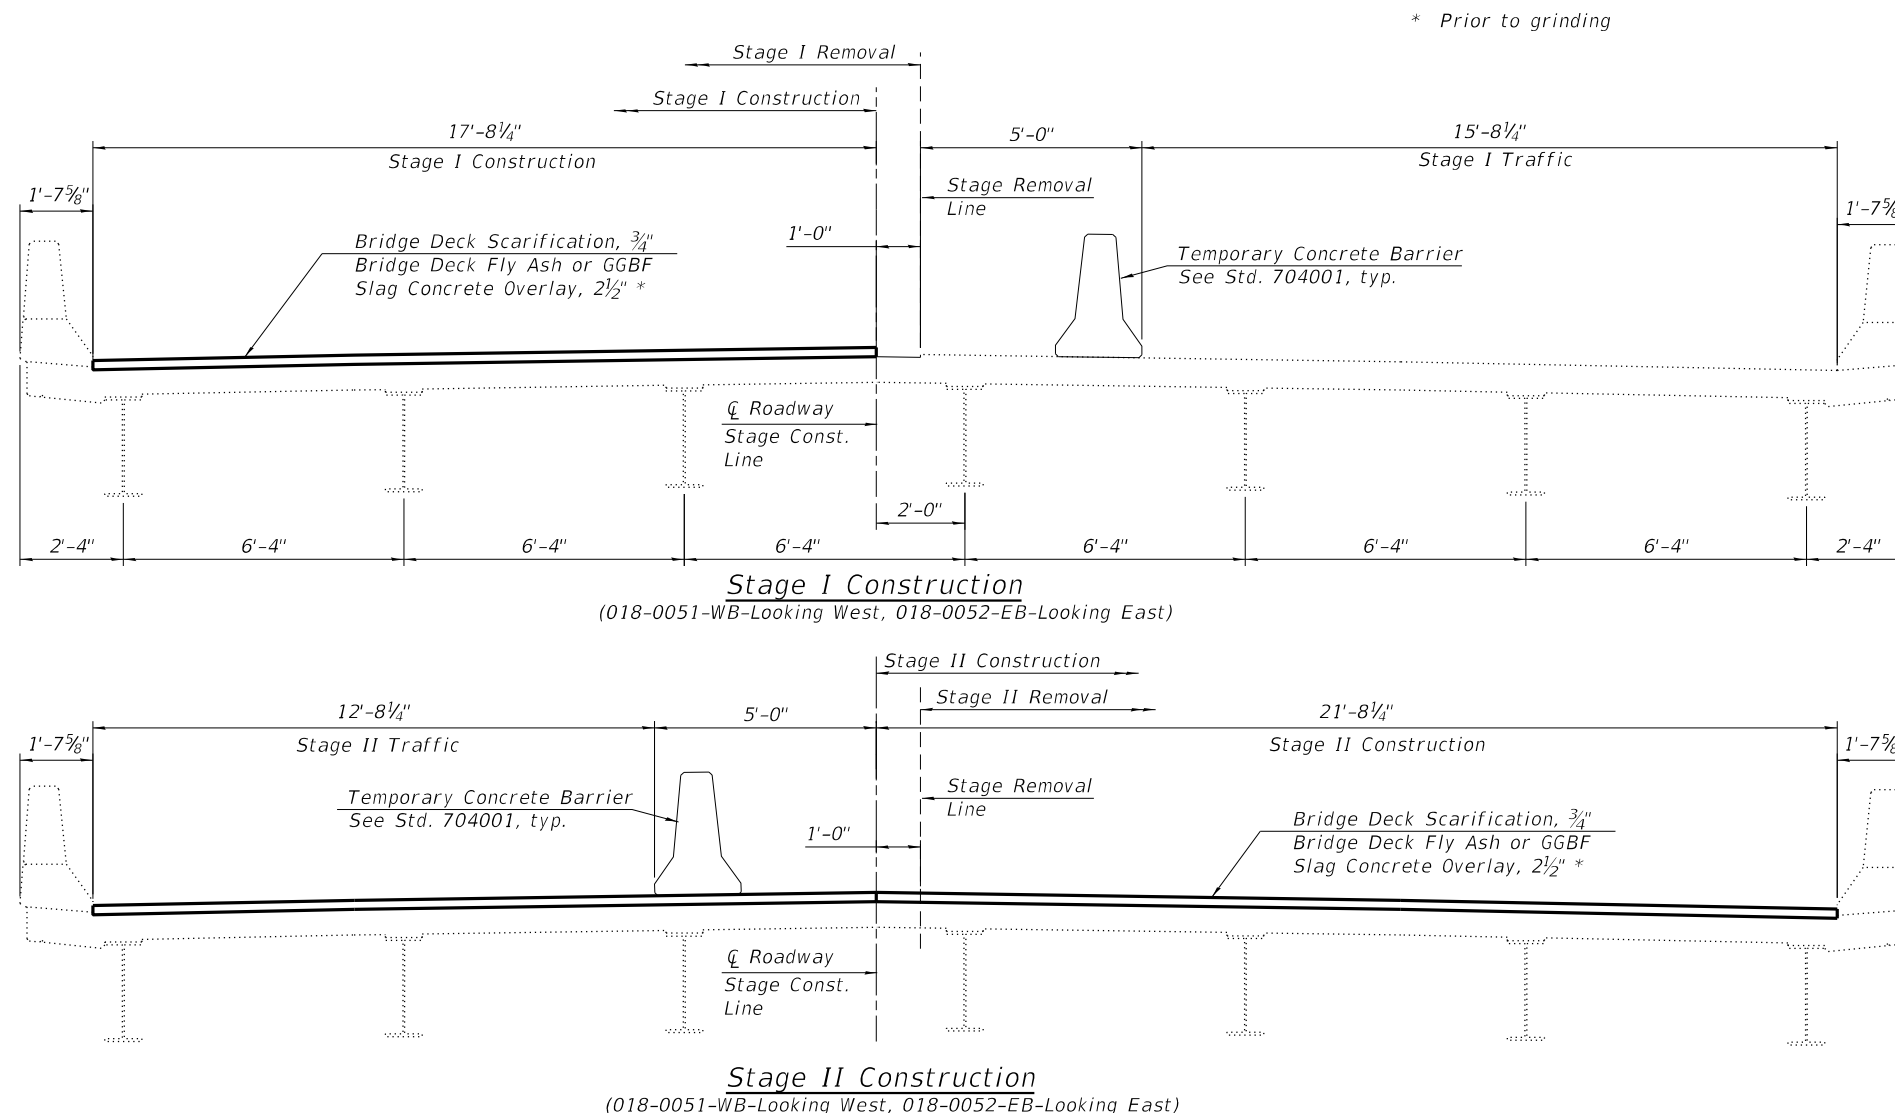 * Prior to grinding
Stage I Removal
Stage I Construction
17'-8¼"
5'-0"
15'-8¼"
Stage I Construction
Stage I Traffic
1'-7⅝"
Stage Removal
Line
1'-7⅝
1'-0"
Bridge Deck Scarification, ¾"
Bridge Deck Fly Ash or GGBF
Slag Concrete Overlay, 2½" *
Temporary Concrete Barrier
See Std. 704001, typ.
℄ Roadway
Stage Const.
Line
2'-0"
2'-4"
6'-4"
6'-4"
6'-4"
6'-4"
6'-4"
6'-4"
2'-4"
Stage I Construction
(018-0051-WB-Looking West, 018-0052-EB-Looking East)
Stage II Construction
Stage II Removal
12'-8¼"
5'-0"
21'-8¼"
1'-7⅝"
Stage II Traffic
Stage II Construction
1'-7⅝
Stage Removal
Line
Temporary Concrete Barrier
See Std. 704001, typ.
1'-0"
Bridge Deck Scarification, ¾"
Bridge Deck Fly Ash or GGBF
Slag Concrete Overlay, 2½" *
℄ Roadway
Stage Const.
Line
Stage II Construction
(018-0051-WB-Looking West, 018-0052-EB-Looking East)